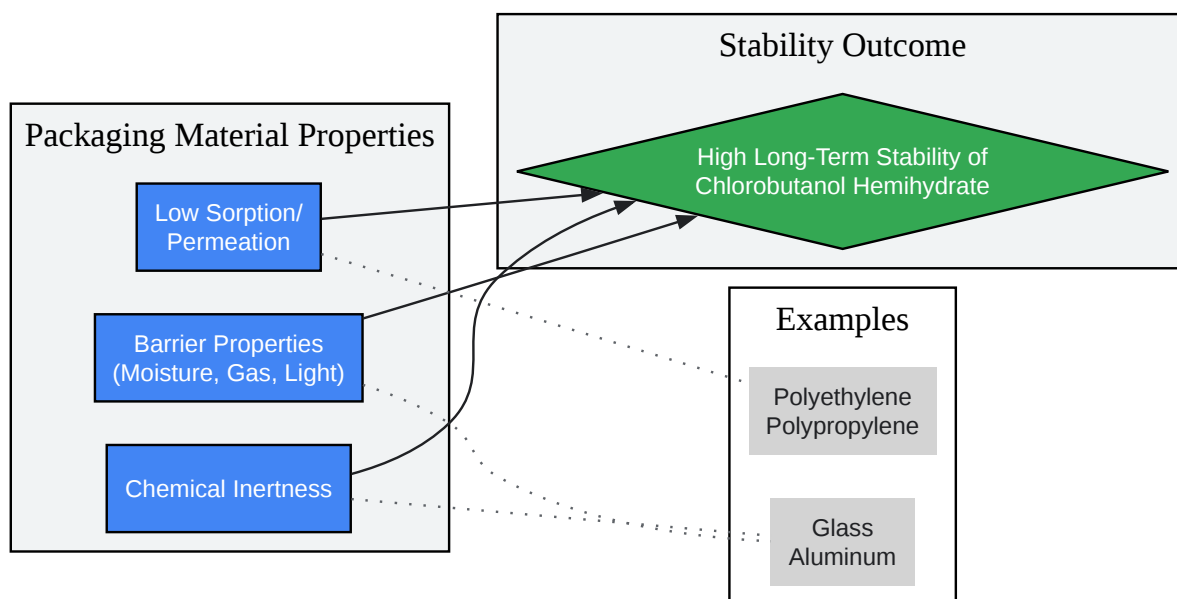 Stability Outcome
High Long-Term Stability of
Chlorobutanol Hemihydrate
Packaging Material Properties
Low Sorption/
Permeation
Barrier Properties
(Moisture, Gas, Light)
Chemical Inertness
Examples
Polyethylene
Polypropylene
Glass
Aluminum